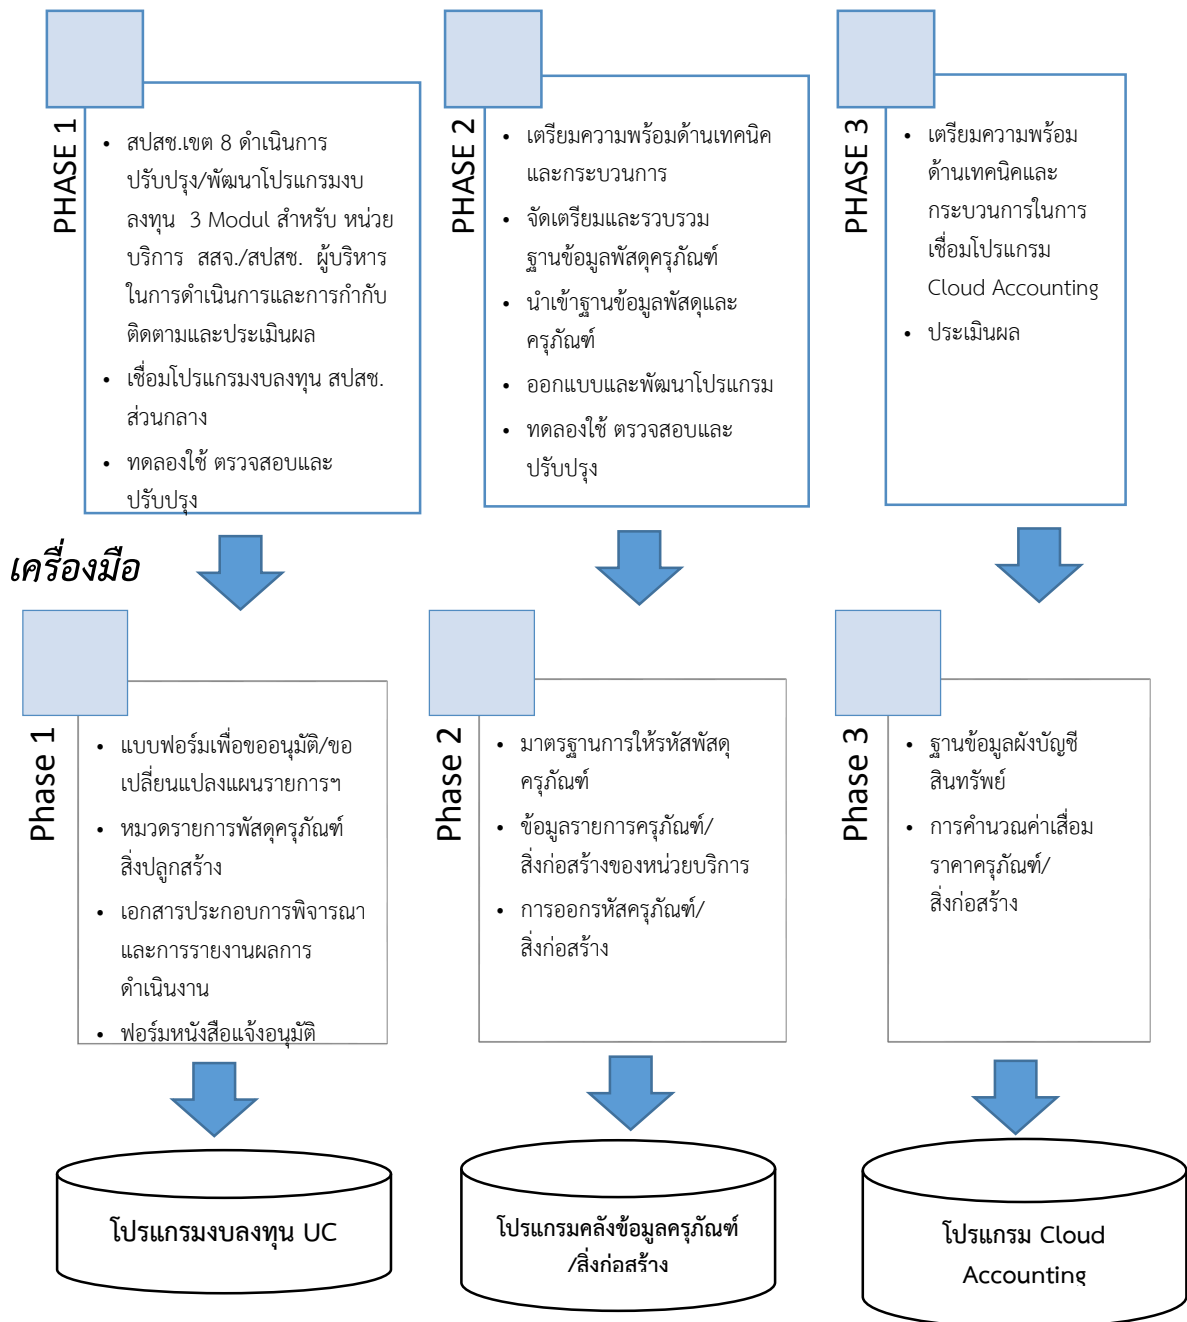 PHASE 1
• สปสช.เขต 8 ดำเนินการ
ปรับปรุง/พัฒนาโปรแกรมงบ
ลงทุน 3 Modul สำหรับ หน่วย
บริการ สสจ./สปสช. ผู้บริหาร
ในการดำเนินการและการกำกับ
ติดตามและประเมินผล
• เชื่อมโปรแกรมงบลงทุน สปสช.
ส่วนกลาง
• ทดลองใช้ ตรวจสอบและ
ปรับปรุง
PHASE 2
• เตรียมความพร้อมด้านเทคนิค
และกระบวนการ
• จัดเตรียมและรวบรวม
ฐานข้อมูลพัสดุครุภัณฑ์
• นำเข้าฐานข้อมูลพัสดุและ
ครุภัณฑ์
• ออกแบบและพัฒนาโปรแกรม
• ทดลองใช้ ตรวจสอบและ
ปรับปรุง
PHASE 3
• เตรียมความพร้อม
ด้านเทคนิคและ
กระบวนการในการ
เชื่อมโปรแกรม
Cloud Accounting
• ประเมินผล
เครื่องมือ
Phase 1
• แบบฟอร์มเพื่อขออนุมัติ/ขอ
เปลี่ยนแปลงแผนรายการฯ
• หมวดรายการพัสดุครุภัณฑ์
สิ่งปลูกสร้าง
• เอกสารประกอบการพิจารณา
และการรายงานผลการ
ดำเนินงาน
• ฟอร์มหนังสือแจ้งอนุมัติ
Phase 2
• มาตรฐานการให้รหัสพัสดุ
ครุภัณฑ์
• ข้อมูลรายการครุภัณฑ์/
สิ่งก่อสร้างของหน่วยบริการ
• การออกรหัสครุภัณฑ์/
สิ่งก่อสร้าง
Phase 3
• ฐานข้อมูลผังบัญชี
สินทรัพย์
• การคำนวณค่าเสื่อม
ราคาครุภัณฑ์/
สิ่งก่อสร้าง
โปรแกรมงบลงทุน UC
โปรแกรมคลังข้อมูลครุภัณฑ์
/สิ่งก่อสร้าง
โปรแกรม Cloud
Accounting